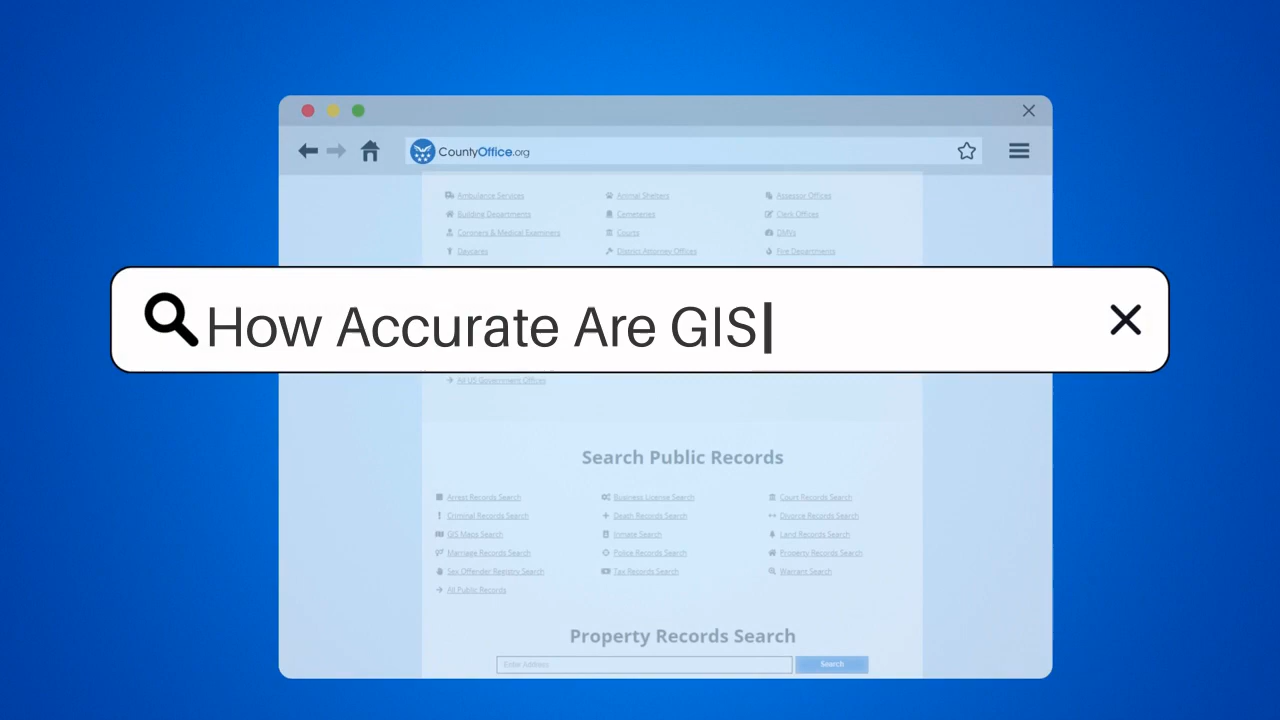 CountyOffice.org
Ambulance Services Animal Shelters Assessor Offices
Building Departments Cemeteries Clerk Offices
Coroners & Medical Examiners Courts DMVs
Daycares District Attorney Offices Fire Departments
How Accurate Are GIS
All US Government Offices
Search Public Records
Arrest Records Search Business License Search Court Records Search
Criminal Records Search Death Records Search Divorce Records Search
GIS Maps Search Inmate Search Land Records Search
Marriage Records Search Police Records Search Property Records Search
Sex Offender Registry Search Tax Records Search Warrant Search
All Public Records
Property Records Search
Enter Address Search